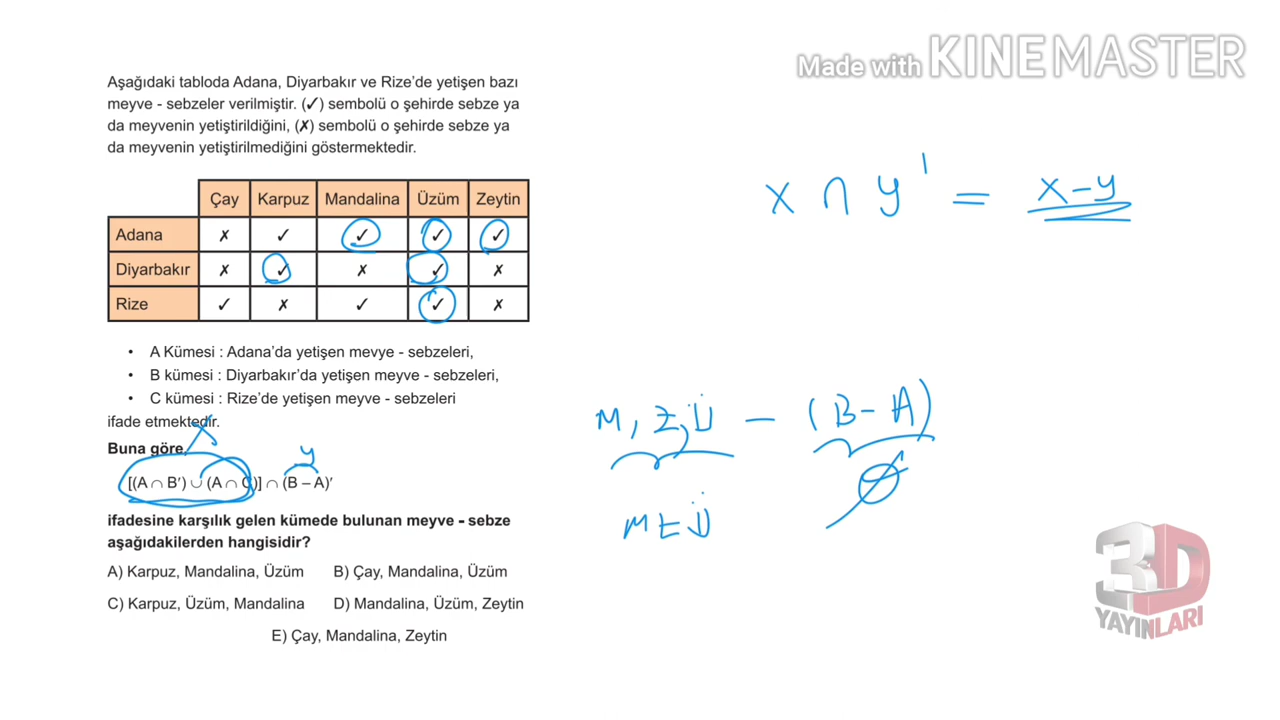 Made with KINEMASTER
Aşağıdaki tabloda Adana, Diyarbakır ve Rize'de yetişen bazı
meyve - sebzeler verilmiştir. (✓) sembolü o şehirde sebze ya
da meyvenin yetiştirildiğini, (✗) sembolü o şehirde sebze ya
da meyvenin yetiştirilmediğini göstermektedir.
Çay Karpuz Mandalina Üzüm Zeytin
Adana ✗ ✓ ✓ ✓ ✓
Diyarbakır ✗ ✓ ✗ ✓ ✗
Rize ✓ ✗ ✓ ✓ ✗
• A Kümesi : Adana'da yetişen mevye - sebzeleri,
• B kümesi : Diyarbakır'da yetişen meyve - sebzeleri,
• C kümesi : Rize'de yetişen meyve - sebzeleri
ifade etmektedir.
Buna göre,
x
y
[(A ∩ B′) ∪ (A ∩ C)] ∩ (B – A)′
ifadesine karşılık gelen kümede bulunan meyve - sebze
aşağıdakilerden hangisidir?
A) Karpuz, Mandalina, Üzüm B) Çay, Mandalina, Üzüm
C) Karpuz, Üzüm, Mandalina D) Mandalina, Üzüm, Zeytin
E) Çay, Mandalina, Zeytin
x ∩ y' = x - y
M, Z, Ü - (B - A)
∅
M Z Ü
3D
YAYINLARI